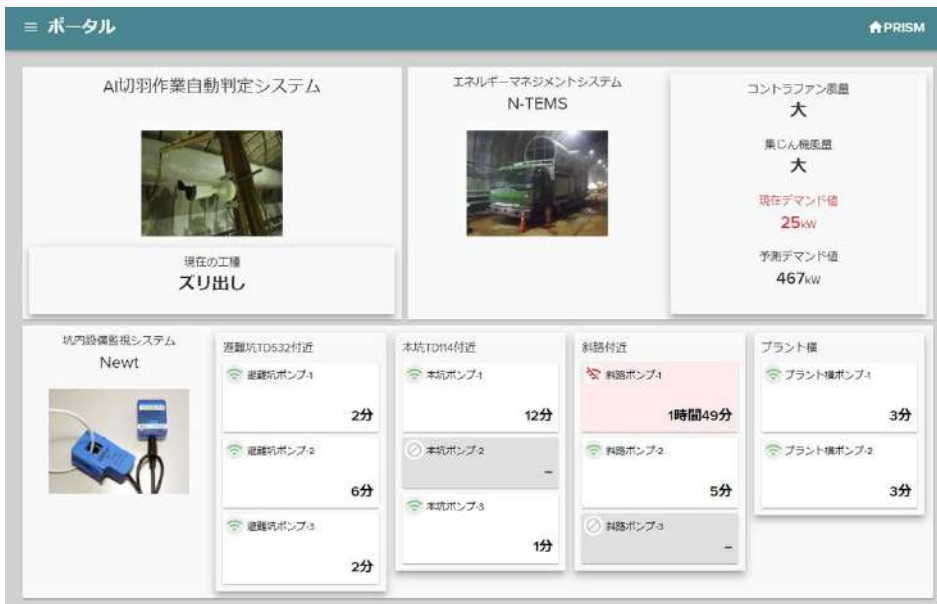 ポータル
PRISM
AI切羽作業自動判定システム
現在の工種
ズリ出し
エネルギーマネジメントシステム
N-TEMS
コントラファン風量
大
集じん機風量
大
現在デマンド値
25kW
予測デマンド値
467kW
坑内設備監視システム
Newt
避難坑TD532付近
避難坑ポンプ-1
2分
避難坑ポンプ-2
6分
避難坑ポンプ-3
2分
本坑TD114付近
本坑ポンプ-1
12分
本坑ポンプ-2
–
本坑ポンプ-3
1分
斜路付近
斜路ポンプ-1
1時間49分
斜路ポンプ-2
5分
斜路ポンプ-3
–
プラント横
プラント横ポンプ-1
3分
プラント横ポンプ-2
3分